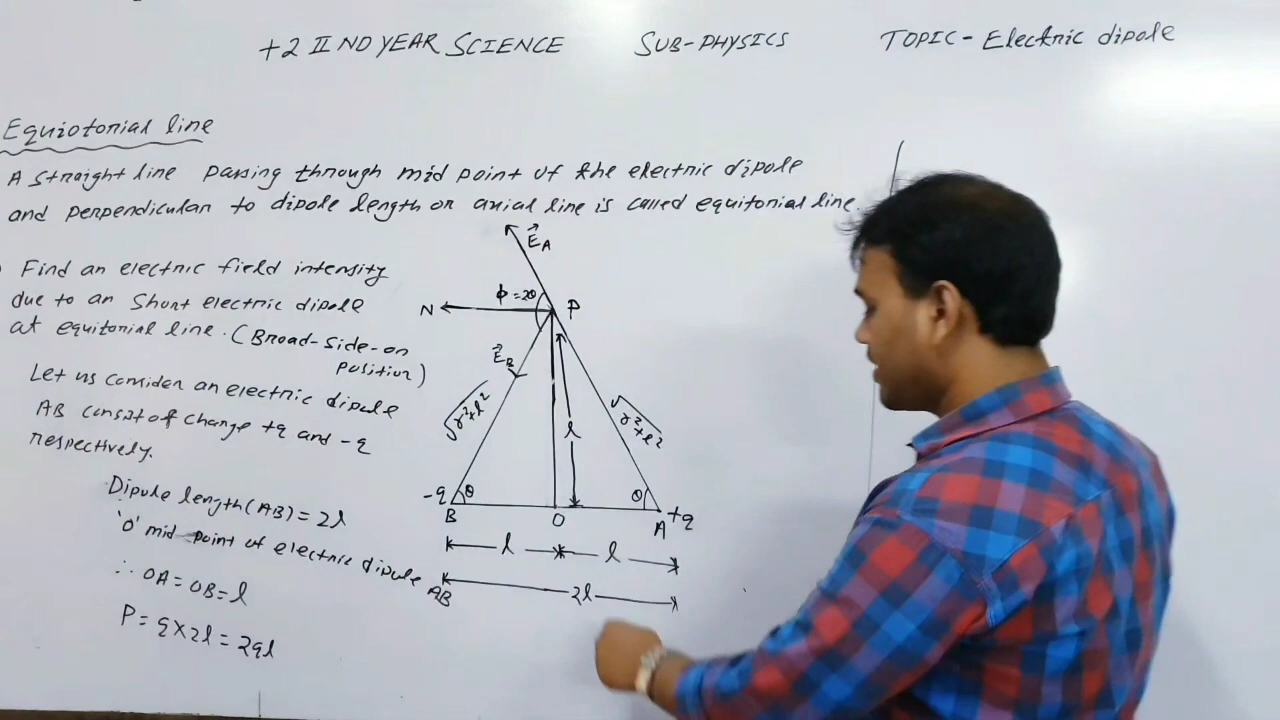 +2 II ND YEAR SCIENCE SUB-PHYSICS TOPIC- Electric dipole
Equiotorial line
A straight line passing through mid point of the electric dipole
and perpendicular to dipole length or axial line is called equitorial line.
Find an electric field intensity
due to an Short electric dipole
at equitorial line. (Broad-side-on
position)
Let us consider an electric dipole
AB consist of charge +q and -q
respectively.
Dipole length (AB) = 2l
'O' mid point of electric dipole AB
∴ OA = OB = l
P = q × 2l = 2ql
E⃗A
ϕ = 2θ
N
P
E⃗B
√r²+l²
√r²+l²
-q
θ
θ
+q
B
O
A
l
l
2l